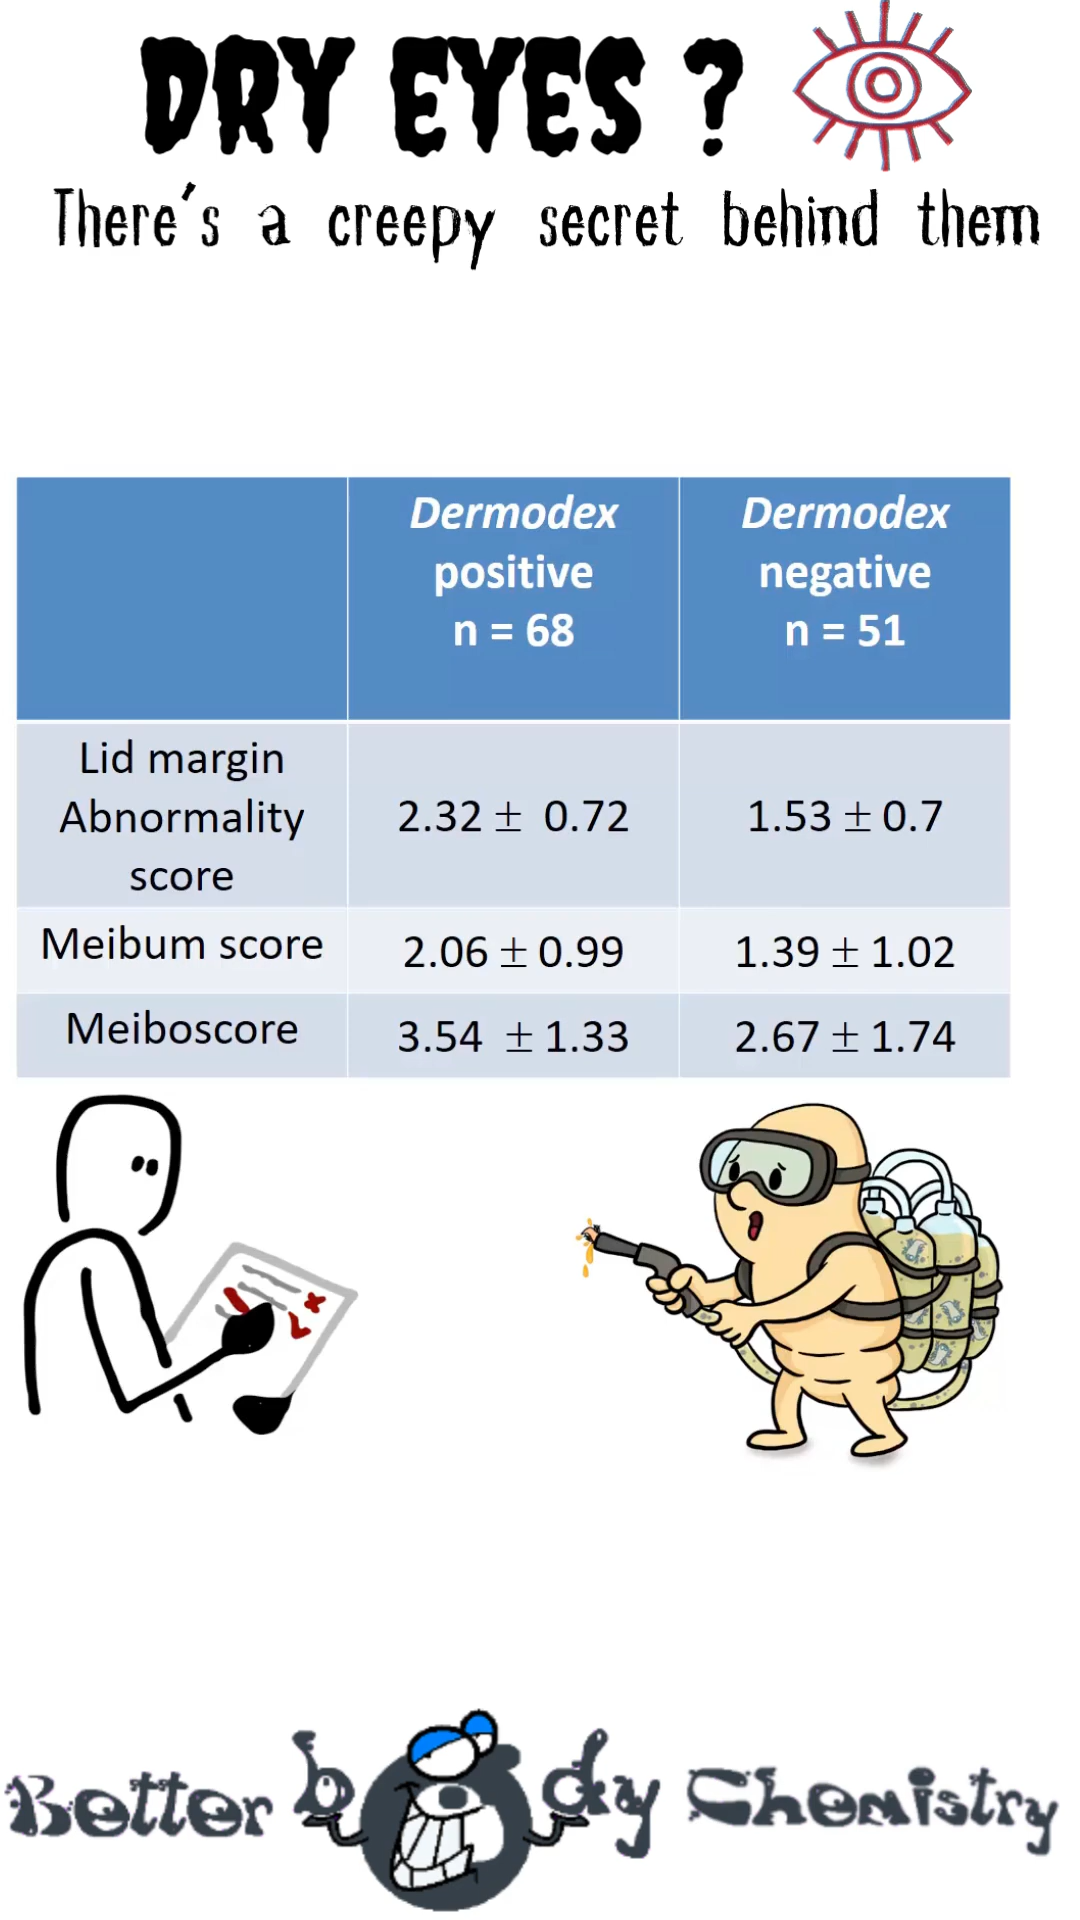 DRY EYES ?
There's a creepy secret behind them
Dermodex
positive
n = 68
Dermodex
negative
n = 51
Lid margin
Abnormality
score
2.32 ± 0.72
1.53 ± 0.7
Meibum score
2.06 ± 0.99
1.39 ± 1.02
Meiboscore
3.54 ± 1.33
2.67 ± 1.74
Better body Chemistry